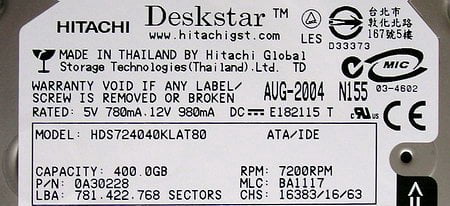 HITACHI
Deskstar™
www.hitachigst.com
LES
D33373
台北市
敦化北路
167號5樓
MADE IN THAILAND BY Hitachi Global
Storage Technologies(Thailand).Ltd. TD
MIC
WARRANTY VOID IF ANY LABEL/
SCREW IS REMOVED OR BROKEN
AUG-2004 N155 03-4602
RATED: 5V 780mA.12V 980mA DC E182115 T
CE
MODEL: HDS724040KLAT80 ATA/IDE
CAPACITY: 400.0GB RPM: 7200RPM
P/N: 0A30228 MLC: BA1117
LBA: 781.422.768 SECTORS CHS: 16383/16/63